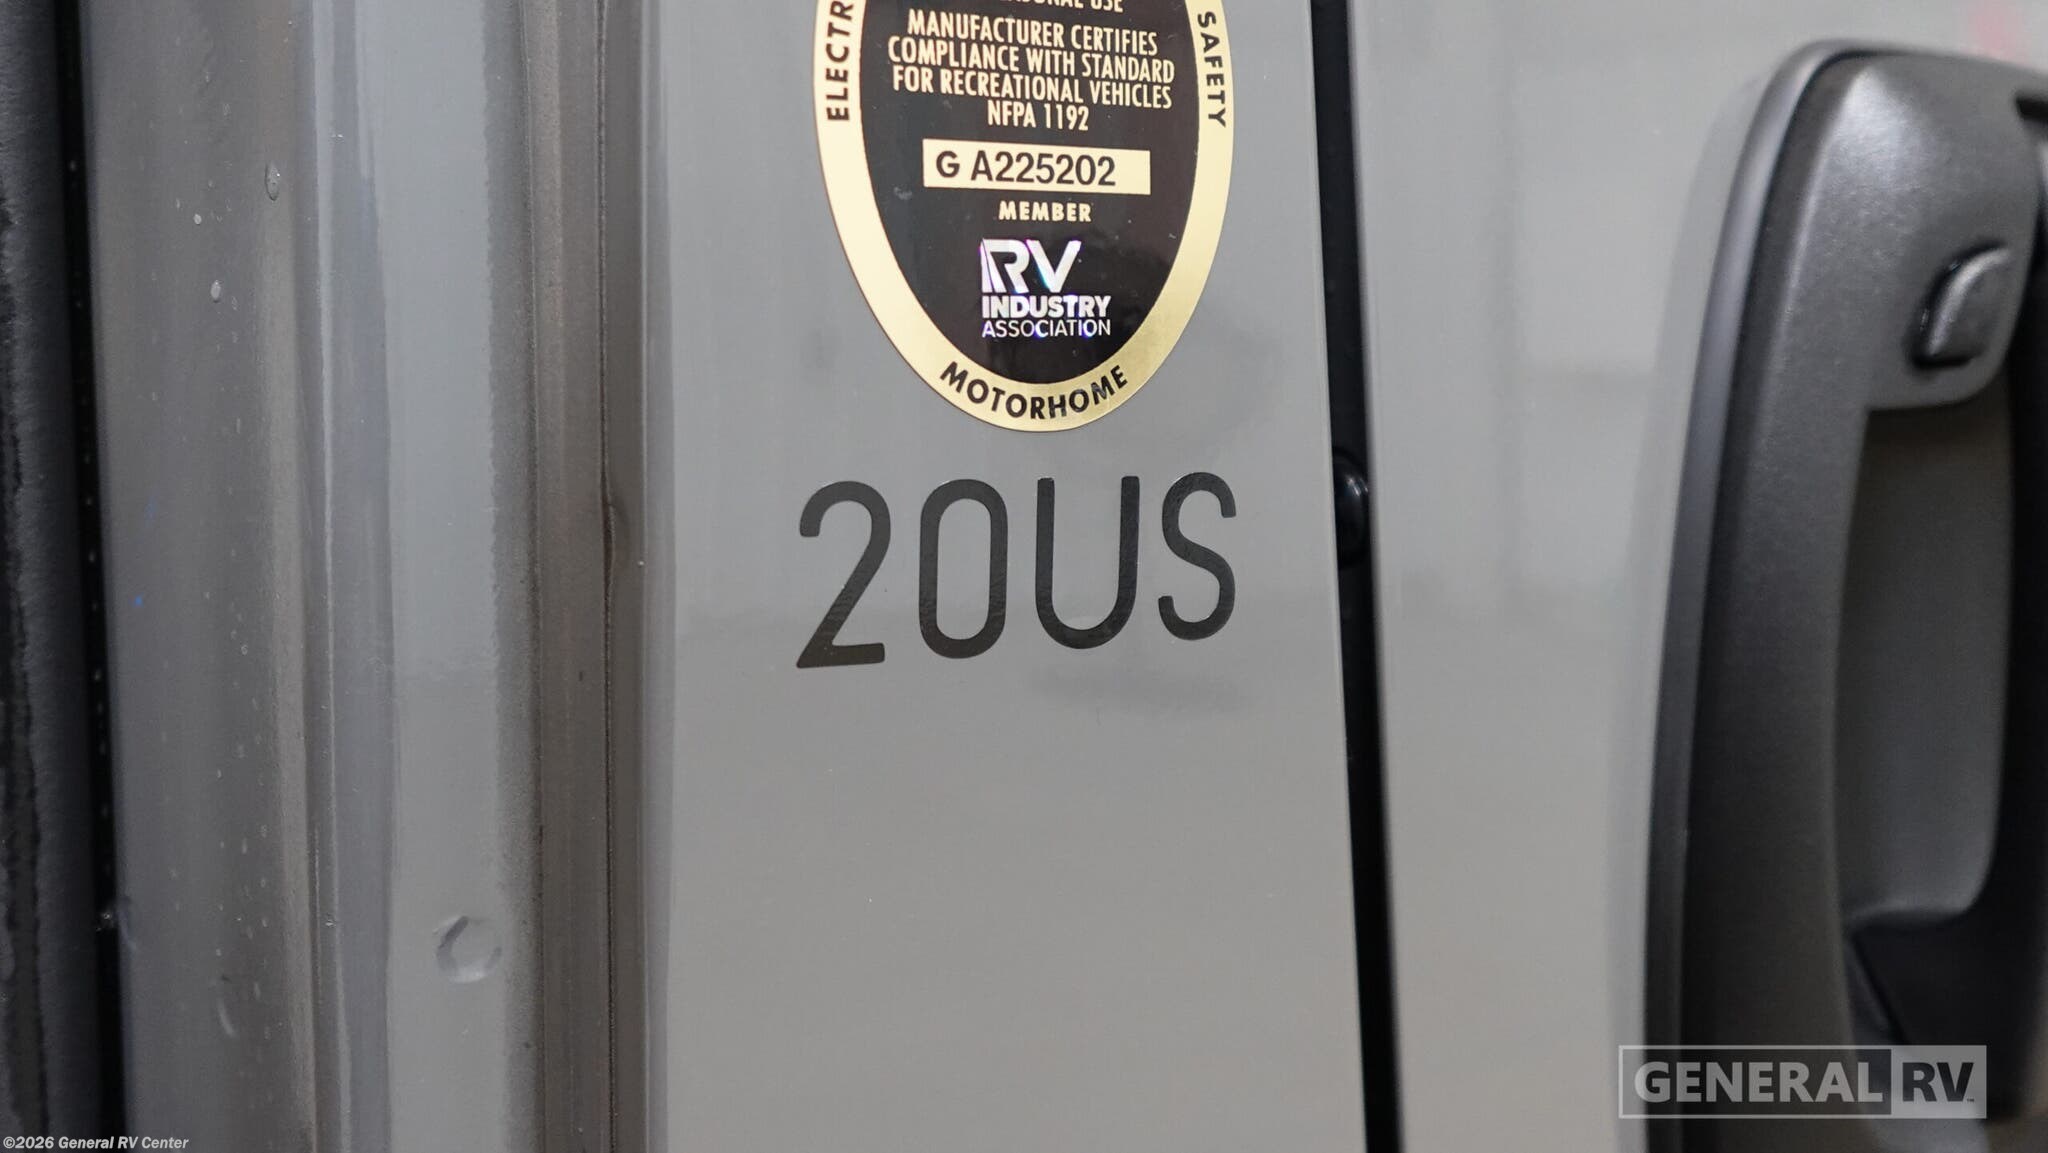 MANUFACTURER CERTIFIES
COMPLIANCE WITH STANDARD
FOR RECREATIONAL VEHICLES
NFPA 1192
SAFETY
G A225202
MEMBER
RV
INDUSTRY
ASSOCIATION
MOTORHOME
20US
GENERAL RV
©2026 General RV Center